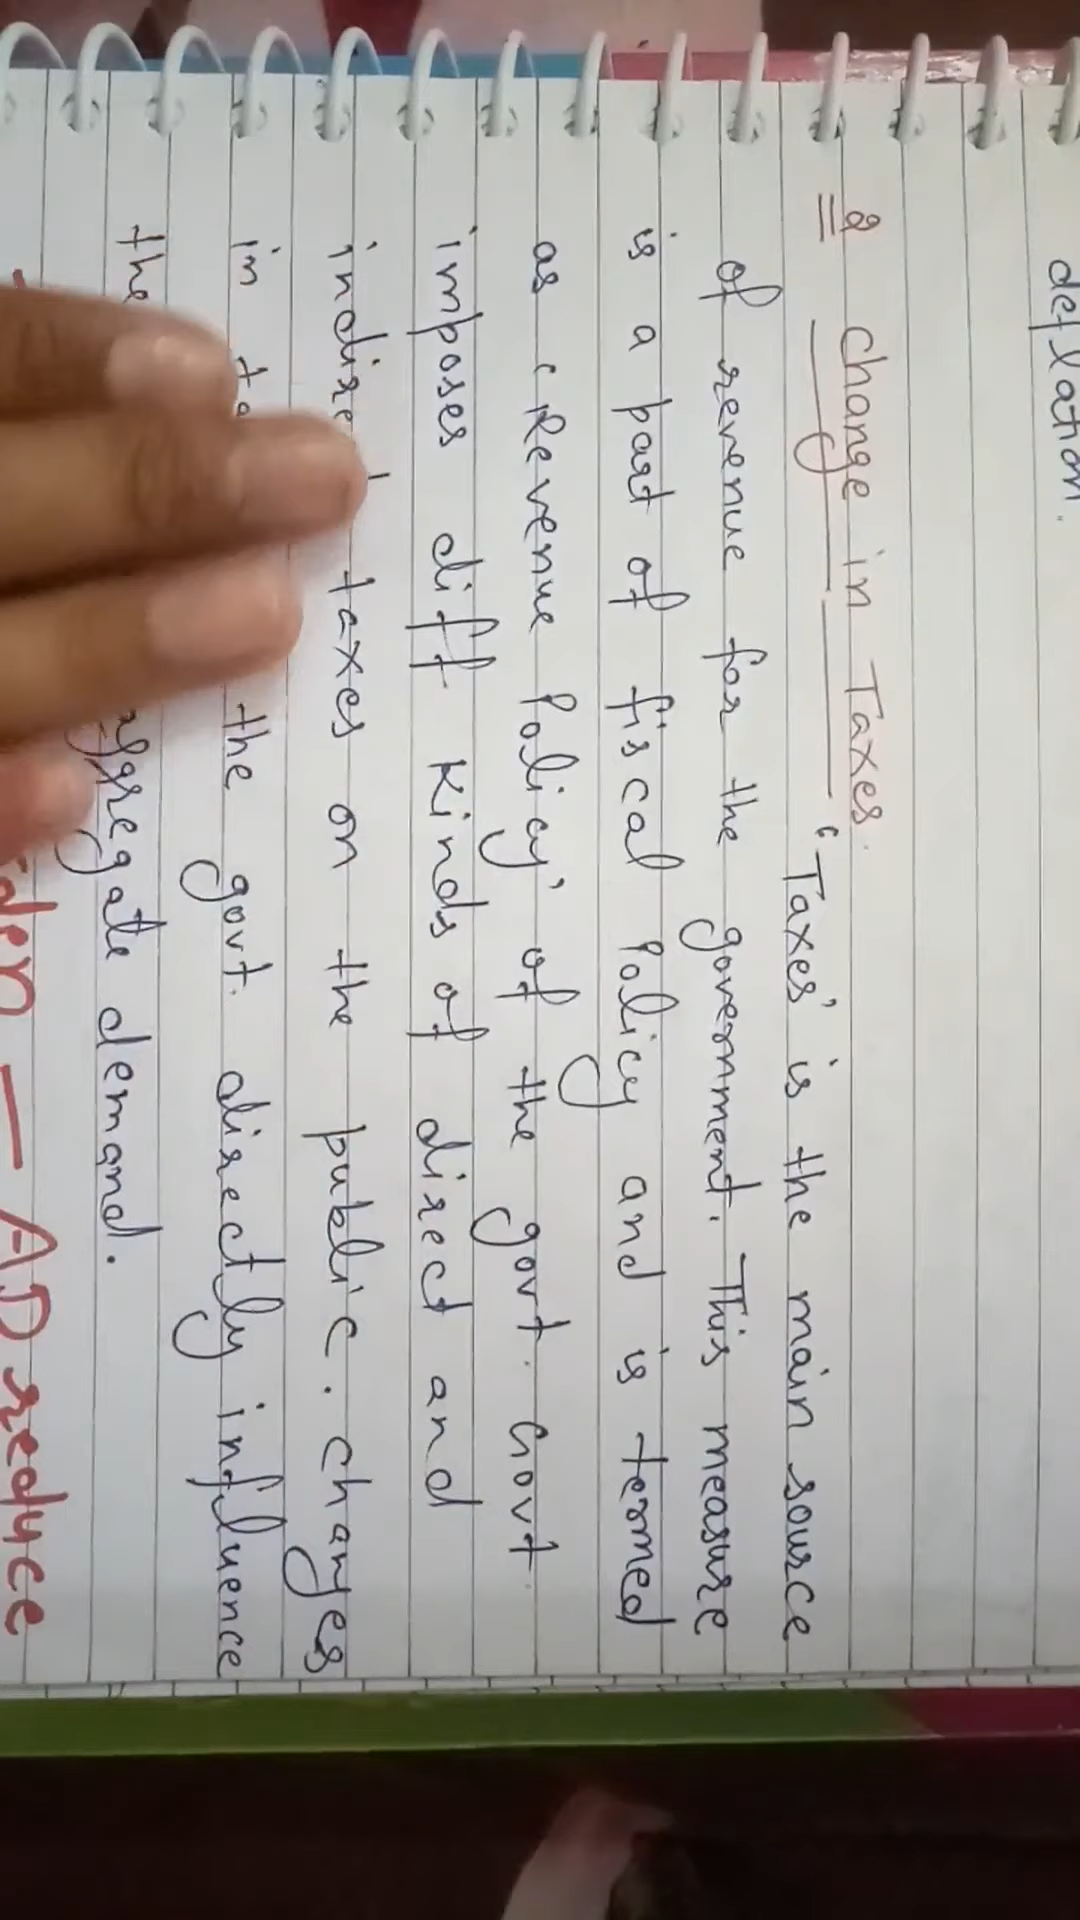 deflation.
2 Change in Taxes.
'Taxes' is the main source
of revenue for the government. This measure
is a part of fiscal Policy and is termed
as 'Revenue Policy' of the govt. Govt.
imposes diff. kinds of direct and
taxes on the public. changes
in the govt. directly influence
the aggregate demand.
— AD reduce